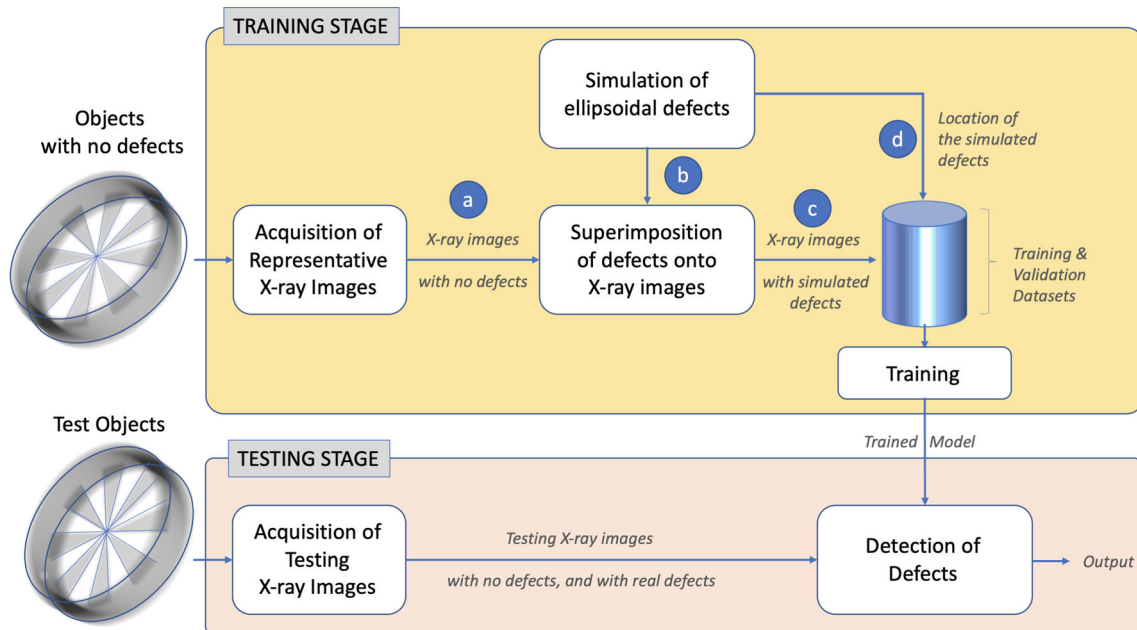 TRAINING STAGE
Objects
with no defects
Simulation of
ellipsoidal defects
d
Location of
the simulated
defects
b
a
c
Acquisition of
Representative
X-ray Images
X-ray images
with no defects
Superimposition
of defects onto
X-ray images
X-ray images
with simulated
defects
Training &
Validation
Datasets
Training
Test Objects
Trained Model
TESTING STAGE
Acquisition of
Testing
X-ray Images
Testing X-ray images
with no defects, and with real defects
Detection of
Defects
Output